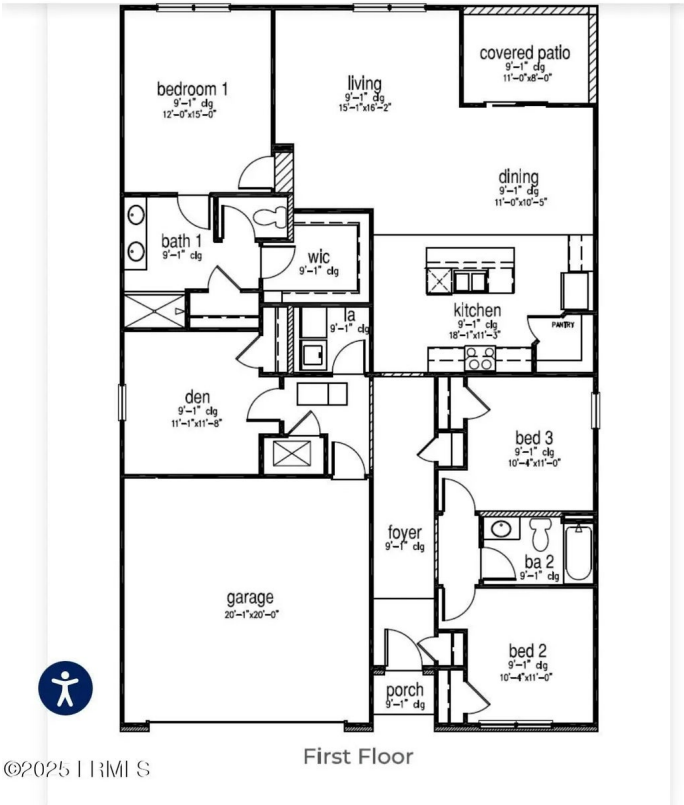 covered patio
9'-1" clg
11'-0"x8'-0"
bedroom 1
9'-1" clg
12'-0"x15'-0"
living
9'-1" clg
15'-1"x16'-2"
dining
9'-1" clg
11'-0"x10'-5"
bath 1
9'-1" clg
wic
9'-1" clg
kitchen
9'-1" clg
18'-1"x11'-3"
PANTRY
la
9'-1" clg
den
9'-1" clg
11'-1"x11'-8"
bed 3
9'-1" clg
10'-4"x11'-0"
foyer
9'-1" clg
ba 2
9'-1" clg
garage
20'-1"x20'-0"
bed 2
9'-1" clg
10'-4"x11'-0"
porch
9'-1" clg
First Floor
©2025 LRMLS